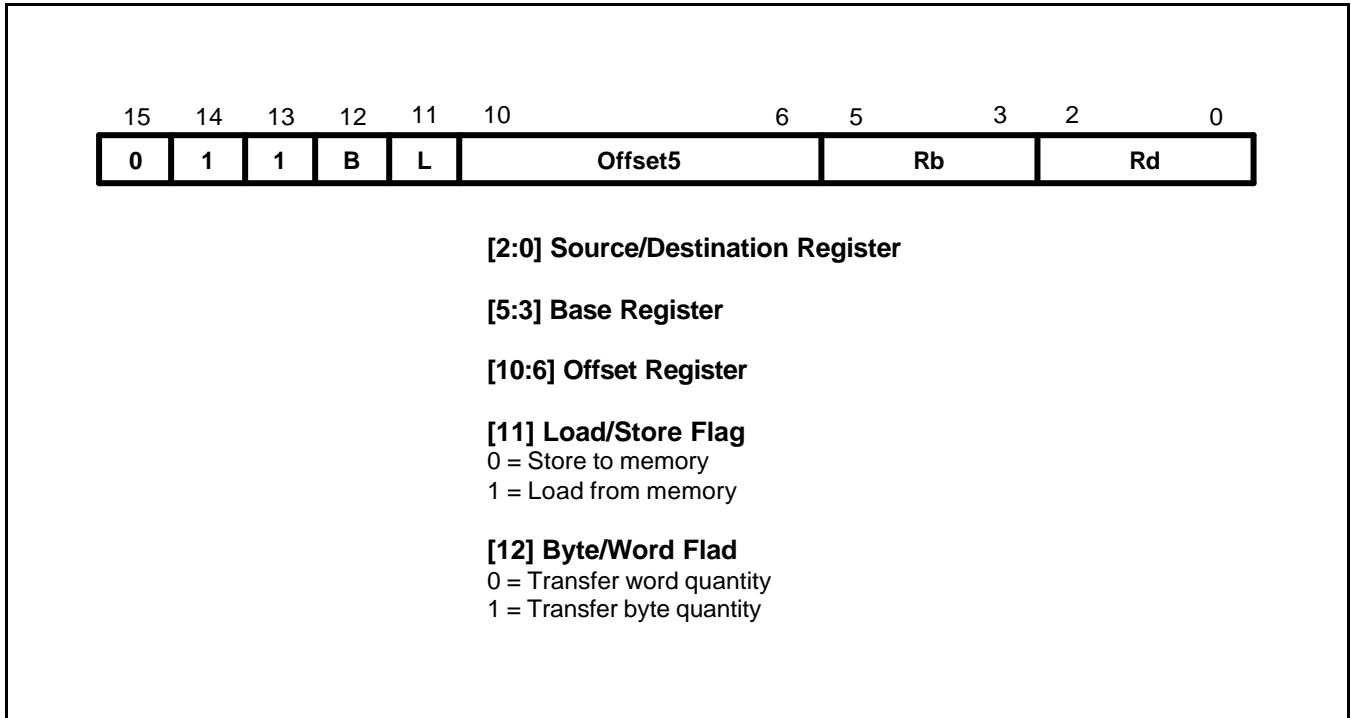 15 14 13 12 11 10 6 5 3 2 0
0 1 1 B L Offset5 Rb Rd
[2:0] Source/Destination Register
[5:3] Base Register
[10:6] Offset Register
[11] Load/Store Flag
0 = Store to memory
1 = Load from memory
[12] Byte/Word Flad
0 = Transfer word quantity
1 = Transfer byte quantity